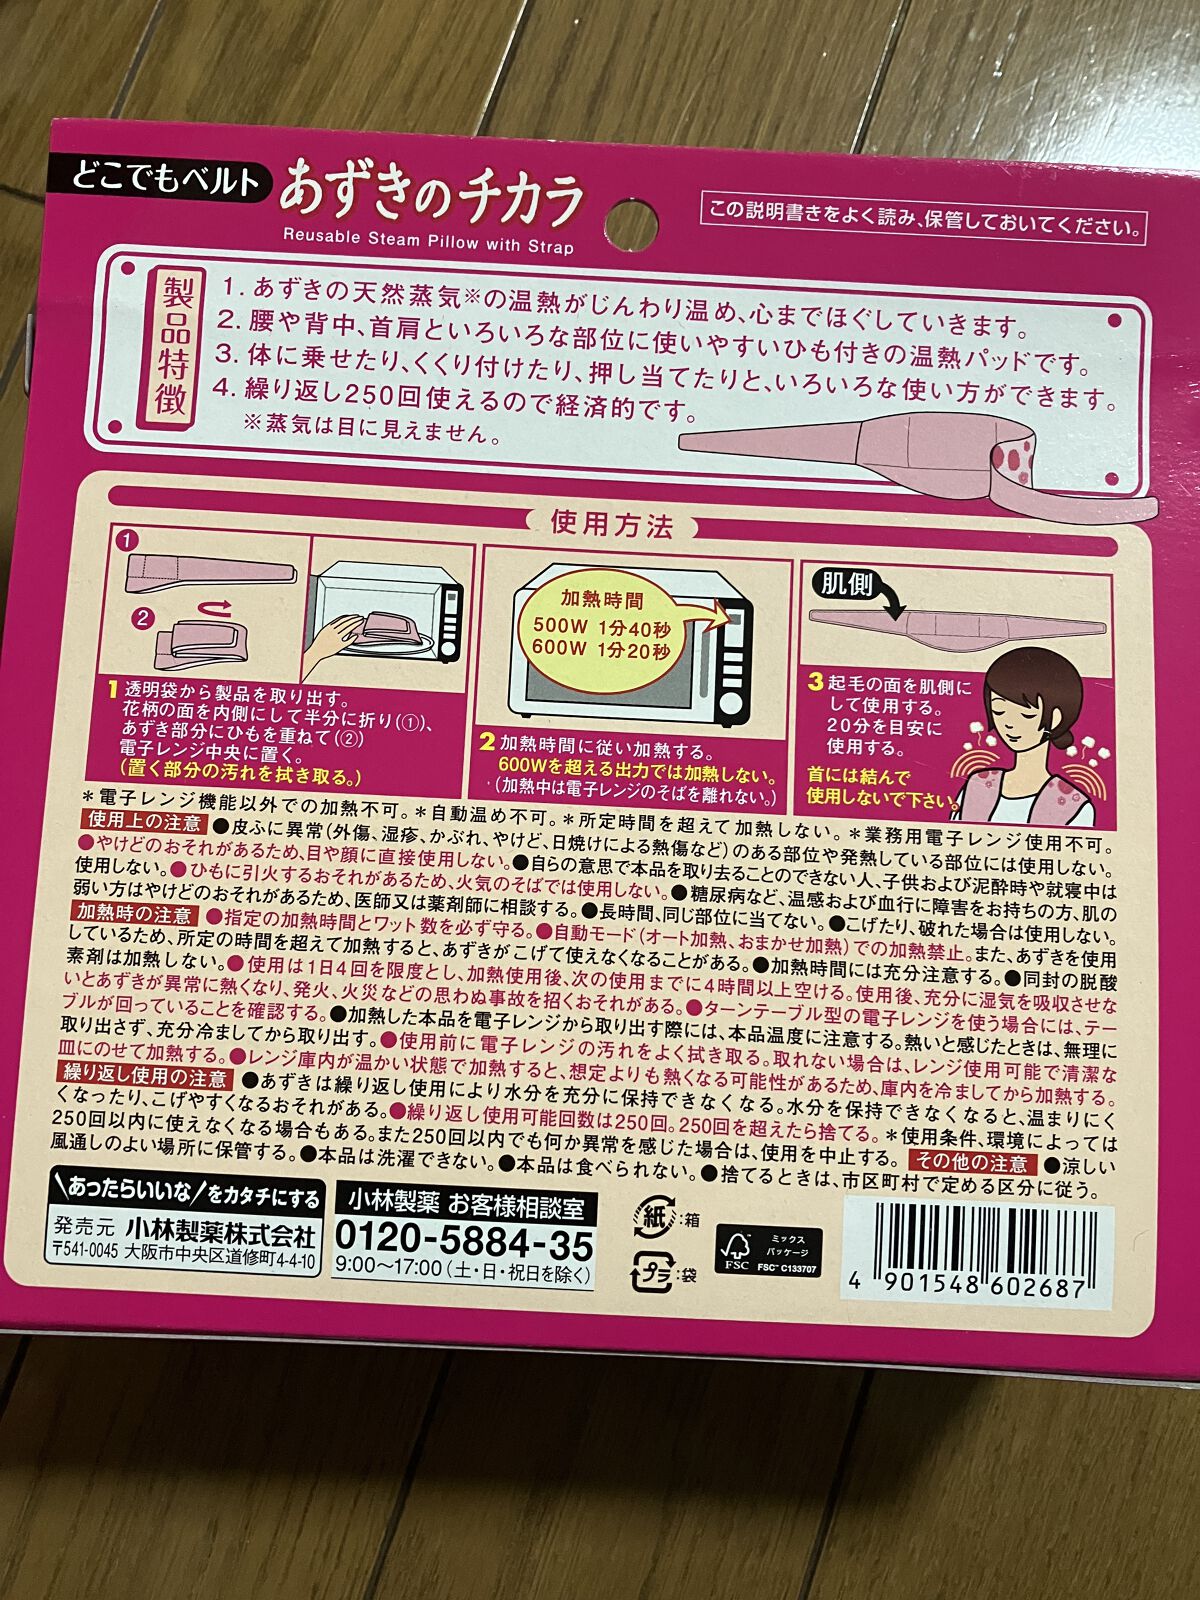 どこでもベルト あずきのチカラ
Reusable Steam Pillow with Strap
この説明書きをよく読み、保管しておいてください。
製品特徴
1. あずきの天然蒸気※の温熱がじんわり温め、心までほぐしていきます。
2. 腰や背中、首肩といろいろな部位に使いやすいひも付きの温熱パッドです。
3. 体に乗せたり、くくり付けたり、押し当てたりと、いろいろな使い方ができます。
4. 繰り返し250回使えるので経済的です。
※蒸気は目に見えません。
使用方法
①
②
1 透明袋から製品を取り出す。
花柄の面を内側にして半分に折り(①)、
あずき部分にひもを重ねて(②)
電子レンジ中央に置く。
(置く部分の汚れを拭き取る。)
加熱時間
500W 1分40秒
600W 1分20秒
2 加熱時間に従い加熱する。
600Wを超える出力では加熱しない。
(加熱中は電子レンジのそばを離れない。)
肌側
3 起毛の面を肌側に
して使用する。
20分を目安に
使用する。
首には結んで
使用しないで下さい。
＊電子レンジ機能以外での加熱不可。＊自動温め不可。＊所定時間を超えて加熱しない。＊業務用電子レンジ使用不可。
使用上の注意 ●皮ふに異常(外傷、湿疹、かぶれ、やけど、日焼けによる熱傷など)のある部位や発熱している部位には使用しない。
●やけどのおそれがあるため、目や顔に直接使用しない。●自らの意思で本品を取り去ることのできない人、子供および泥酔時や就寝中は
使用しない。●ひもに引火するおそれがあるため、火気のそばでは使用しない。●糖尿病など、温感および血行に障害をお持ちの方、肌の
弱い方はやけどのおそれがあるため、医師又は薬剤師に相談する。●長時間、同じ部位に当てない。●こげたり、破れた場合は使用しない。
加熱時の注意 ●指定の加熱時間とワット数を必ず守る。●自動モード(オート加熱、おまかせ加熱)での加熱禁止。また、あずきを使用
しているため、所定の時間を超えて加熱すると、あずきがこげて使えなくなることがある。●加熱時間には充分注意する。●同封の脱酸
素剤は加熱しない。●使用は1日4回を限度とし、加熱使用後、次の使用までに4時間以上空ける。使用後、充分に湿気を吸収させな
いとあずきが異常に熱くなり、発火、火災などの思わぬ事故を招くおそれがある。●ターンテーブル型の電子レンジを使う場合には、テー
ブルが回っていることを確認する。●加熱した本品を電子レンジから取り出す際には、本品温度に注意する。熱いと感じたときは、無理に
取り出さず、充分冷ましてから取り出す。●使用前に電子レンジの汚れをよく拭き取る。取れない場合は、レンジ使用可能で清潔な
皿にのせて加熱する。●レンジ庫内が温かい状態で加熱すると、想定よりも熱くなる可能性があるため、庫内を冷ましてから加熱する。
繰り返し使用の注意 ●あずきは繰り返し使用により水分を充分に保持できなくなる。水分を保持できなくなると、温まりにく
くなったり、こげやすくなるおそれがある。●繰り返し使用可能回数は250回。250回を超えたら捨てる。＊使用条件、環境によっては
250回以内に使えなくなる場合もある。また250回以内でも何か異常を感じた場合は、使用を中止する。 その他の注意 ●涼しい
風通しのよい場所に保管する。●本品は洗濯できない。●本品は食べられない。●捨てるときは、市区町村で定める区分に従う。
\あったらいいな/をカタチにする
発売元 小林製薬株式会社
〒541-0045 大阪市中央区道修町4-4-10
小林製薬 お客様相談室
0120-5884-35
9:00〜17:00(土・日・祝日を除く)
紙:箱
プラ:袋
FSC
ミックス
パッケージ
FSC™ C133707
4 901548 602687